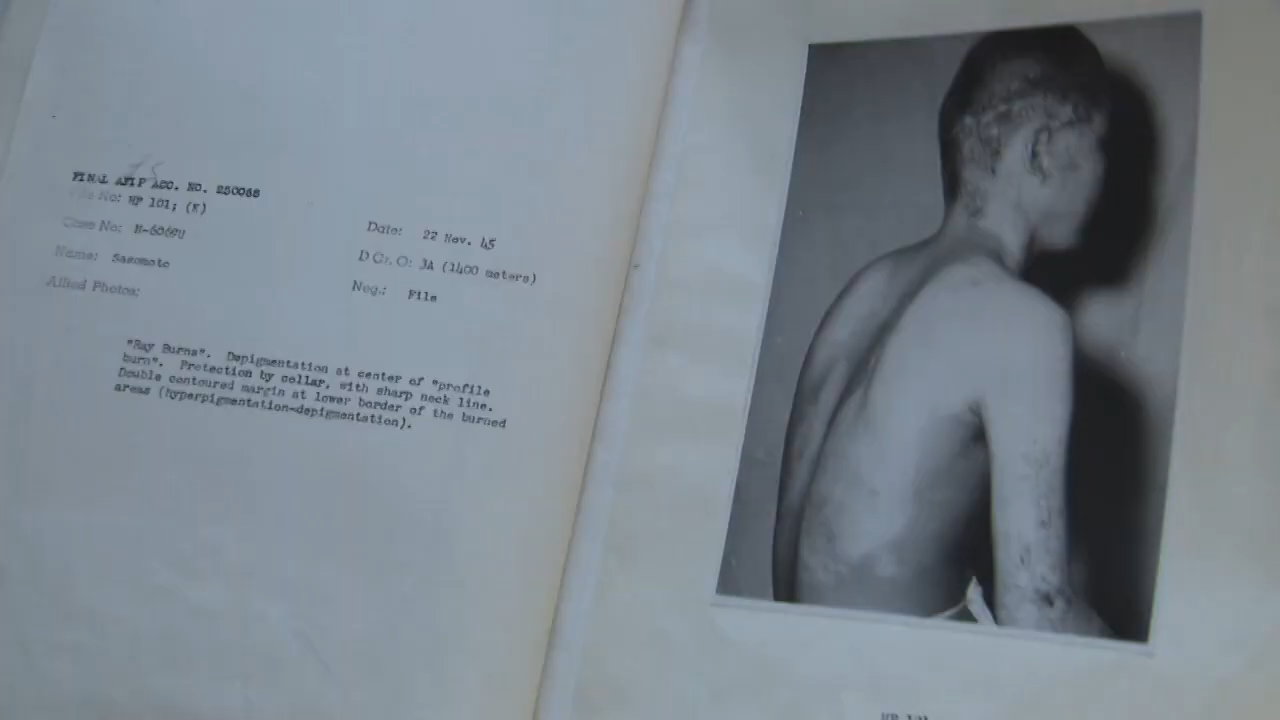 FINAL AFIP ACC. NO. 250068
File No: HP 101; (K)
Case No: H-6069U
Name: Sasomoto
Allied Photos:
Date: 22 Nov. 45
D Gr. O: 3A (1400 meters)
Neg.: File
"Ray Burns". Depigmentation at center of "profile
burn". Protection by collar, with sharp neck line.
Double contoured margin at lower border of the burned
areas (hyperpigmentation-depigmentation).